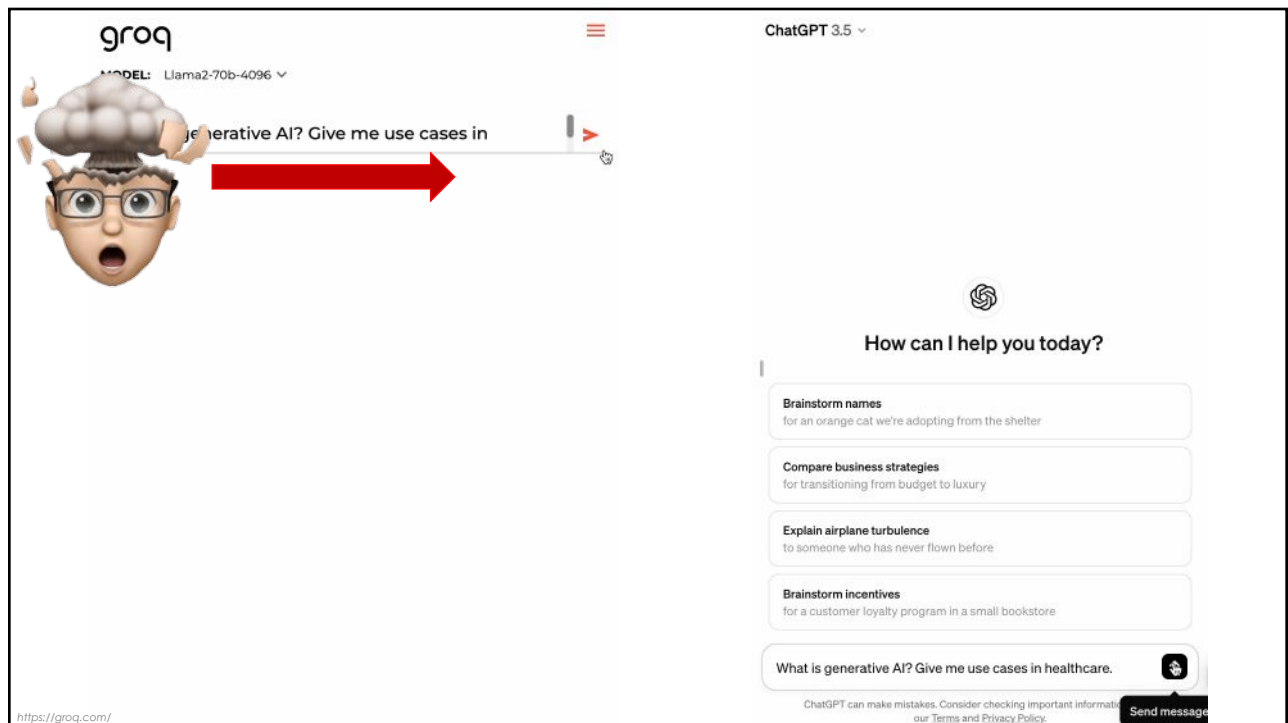 groq
MODEL: Llama2-70b-4096
generative AI? Give me use cases in
https://groq.com/
ChatGPT 3.5
How can I help you today?
Brainstorm names
for an orange cat we're adopting from the shelter
Compare business strategies
for transitioning from budget to luxury
Explain airplane turbulence
to someone who has never flown before
Brainstorm incentives
for a customer loyalty program in a small bookstore
What is generative AI? Give me use cases in healthcare.
ChatGPT can make mistakes. Consider checking important informati
our Terms and Privacy Policy.
Send message